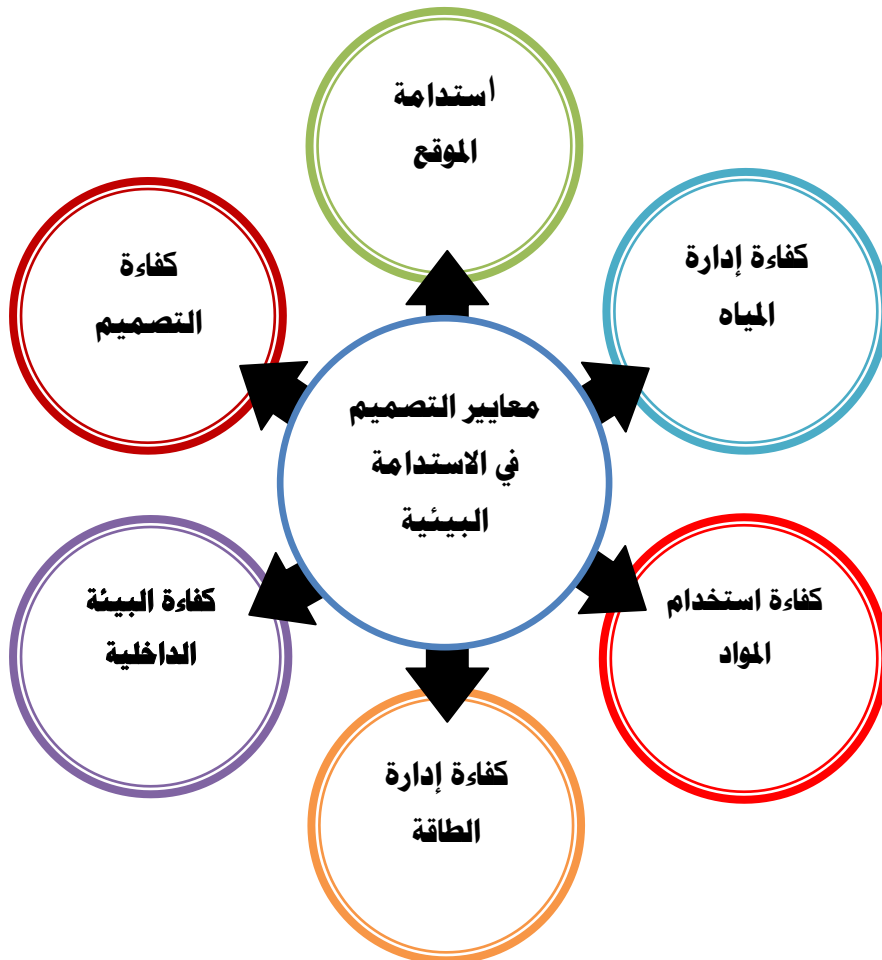 استدامة
الموقع
كفاءة إدارة
المياه
كفاءة
التصميم
معايير التصميم
في الاستدامة
البيئية
كفاءة استخدام
المواد
كفاءة البيئة
الداخلية
كفاءة إدارة
الطاقة